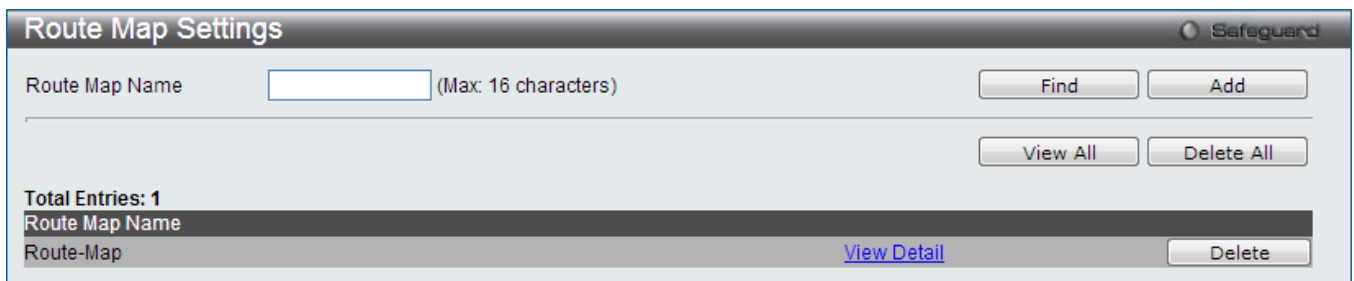 Route Map Settings Safeguard
Route Map Name (Max: 16 characters) Find Add
View All Delete All
Total Entries: 1
Route Map Name
Route-Map View Detail Delete